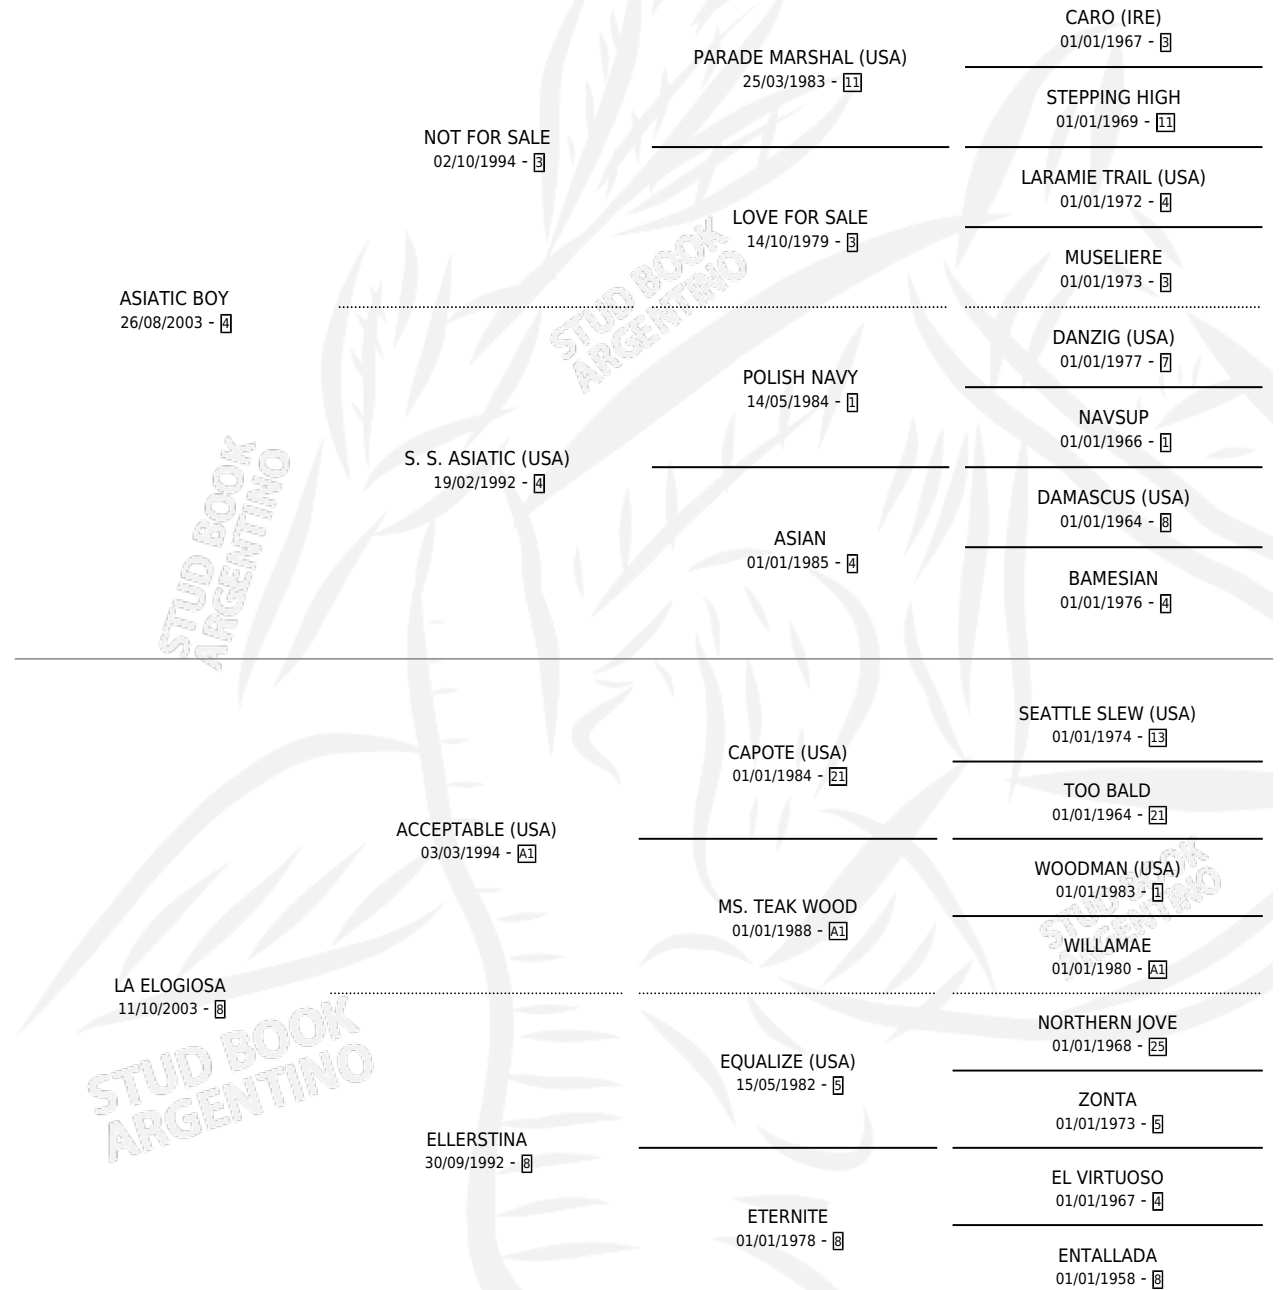 CARO (IRE)
01/01/1967 - 3
PARADE MARSHAL (USA)
25/03/1983 - 11
STEPPING HIGH
01/01/1969 - 11
NOT FOR SALE
02/10/1994 - 3
LARAMIE TRAIL (USA)
01/01/1972 - 4
LOVE FOR SALE
14/10/1979 - 3
MUSELIERE
01/01/1973 - 3
ASIATIC BOY
26/08/2003 - 4
DANZIG (USA)
01/01/1977 - 7
POLISH NAVY
14/05/1984 - 1
NAVSUP
01/01/1966 - 1
S. S. ASIATIC (USA)
19/02/1992 - 4
DAMASCUS (USA)
01/01/1964 - 8
ASIAN
01/01/1985 - 4
BAMESIAN
01/01/1976 - 4
SEATTLE SLEW (USA)
01/01/1974 - 13
CAPOTE (USA)
01/01/1984 - 21
TOO BALD
01/01/1964 - 21
ACCEPTABLE (USA)
03/03/1994 - A1
WOODMAN (USA)
01/01/1983 - 1
MS. TEAK WOOD
01/01/1988 - A1
WILLAMAE
01/01/1980 - A1
LA ELOGIOSA
11/10/2003 - 8
NORTHERN JOVE
01/01/1968 - 25
EQUALIZE (USA)
15/05/1982 - 5
ZONTA
01/01/1973 - 5
ELLERSTINA
30/09/1992 - 8
EL VIRTUOSO
01/01/1967 - 4
ETERNITE
01/01/1978 - 8
ENTALLADA
01/01/1958 - 8
STUD BOOK
ARGENTINO
STUD BOOK
ARGENTINO
STUD BOOK
ARGENTINO
STUD BOOK
ARGENTINO